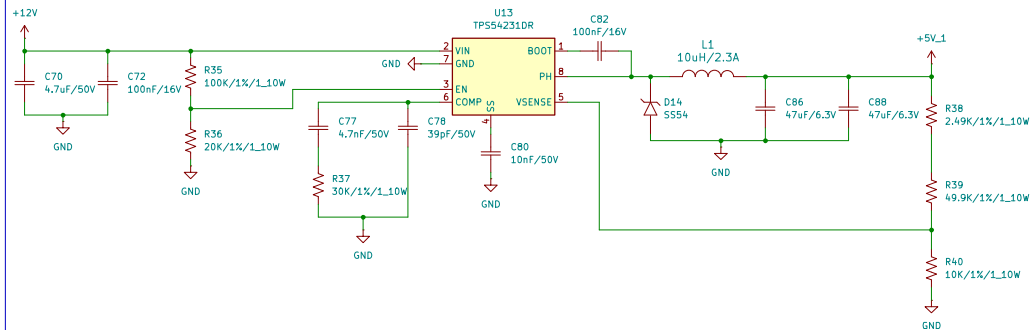 +12V
U13
TPS54231DR
C82
100nF/16V
L1
10uH/2.3A
+5V_1
2 VIN BOOT 1
GND 7 GND
PH 8
3 EN
6 COMP VSENSE 5
SS
4
C70
4.7uF/50V
C72
100nF/16V
R35
100K/1%/1_10W
R36
20K/1%/1_10W
GND
GND
C77
4.7nF/50V
C78
39pF/50V
R37
30K/1%/1_10W
GND
C80
10nF/50V
GND
D14
SS54
GND
C86
47uF/6.3V
C88
47uF/6.3V
R38
2.49K/1%/1_10W
R39
49.9K/1%/1_10W
R40
10K/1%/1_10W
GND